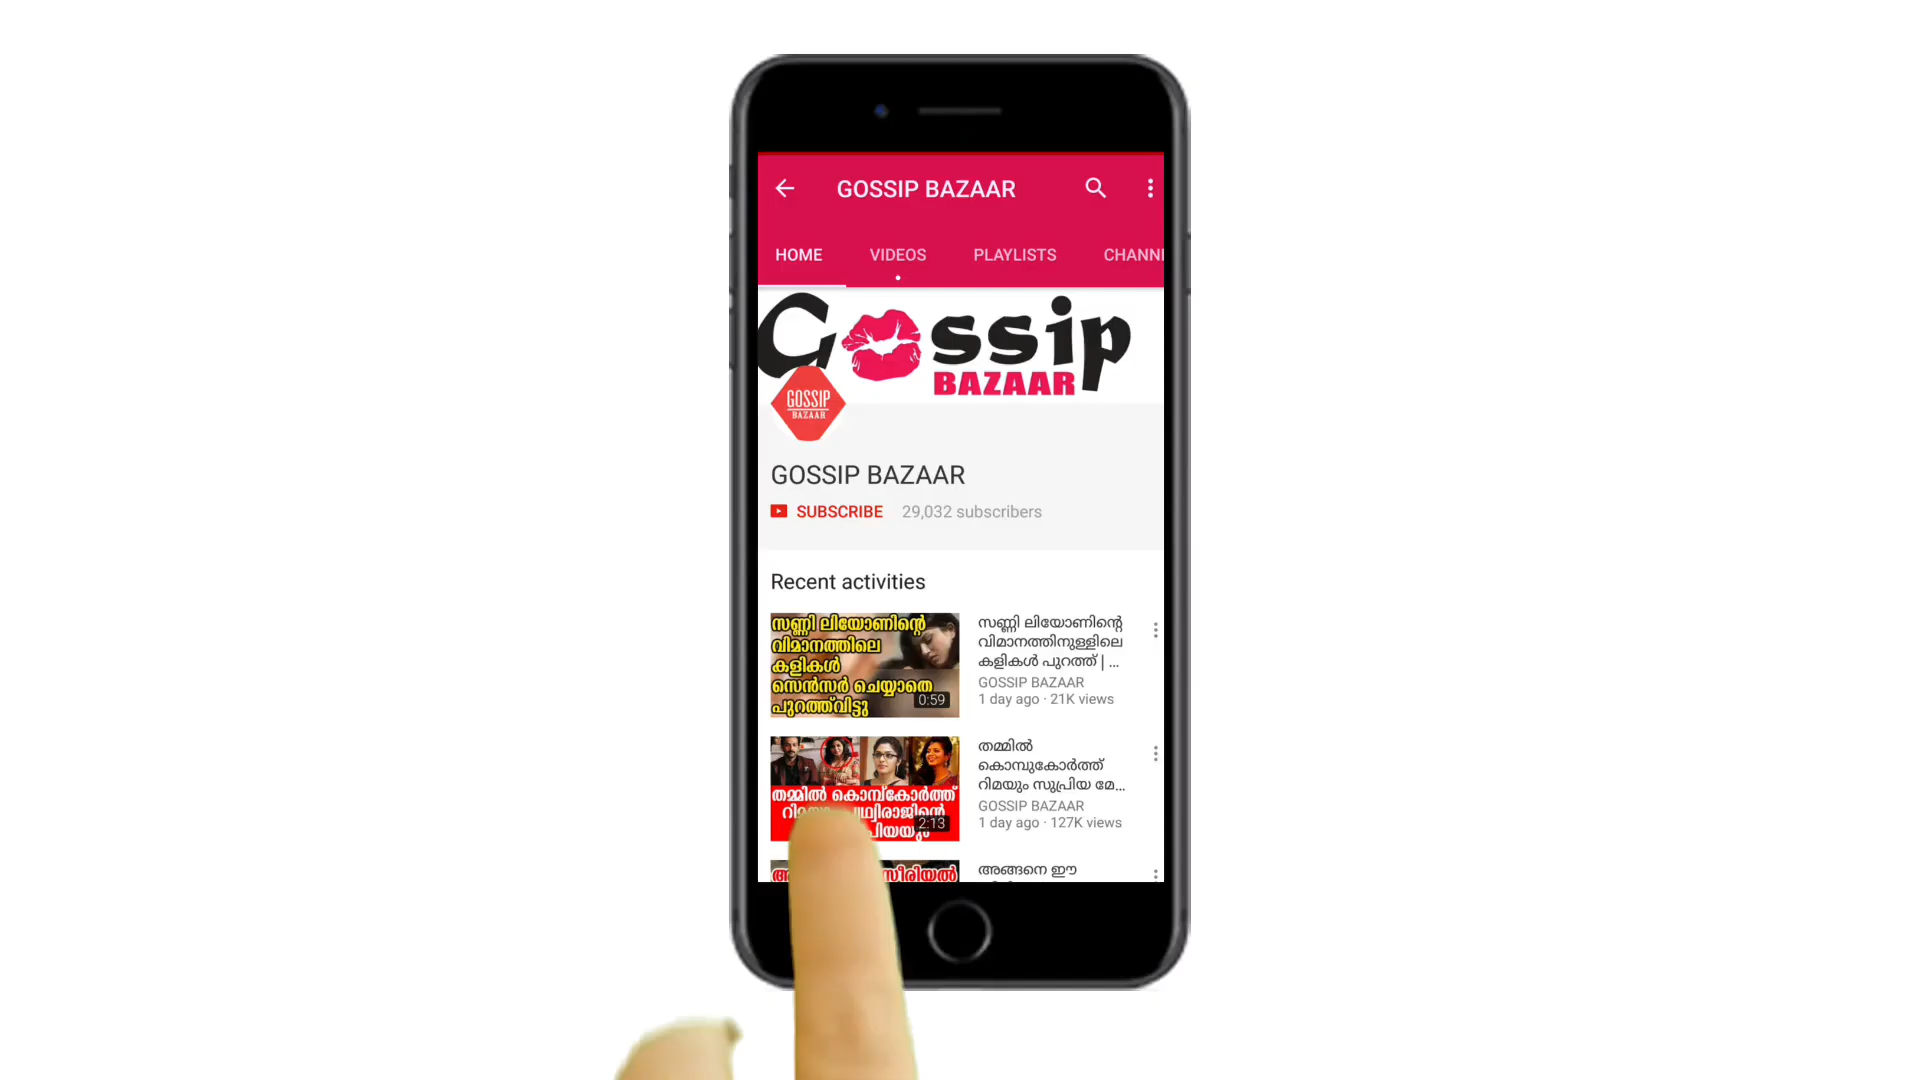 GOSSIP BAZAAR
HOME VIDEOS PLAYLISTS CHANN
Gossip
BAZAAR
GOSSIP
BAZAAR
GOSSIP BAZAAR
SUBSCRIBE 29,032 subscribers
Recent activities
സണ്ണി ലിയോണിന്റെ
വിമാനത്തിലെ
കളികൾ
സെൻസർ ചെയ്യാതെ
പുറത്ത്‌വിട്ടു
0:59
സണ്ണി ലിയോണിന്റെ
വിമാനത്തിനുള്ളിലെ
കളികൾ പുറത്ത് | ...
GOSSIP BAZAAR
1 day ago · 21K views
തമ്മിൽ കൊമ്പ്കോർത്ത്
2:13
തമ്മിൽ
കൊമ്പുകോർത്ത്
റിമയും സുപ്രിയ മേ...
GOSSIP BAZAAR
1 day ago · 127K views
സീരിയൽ
അങ്ങനെ ഈ